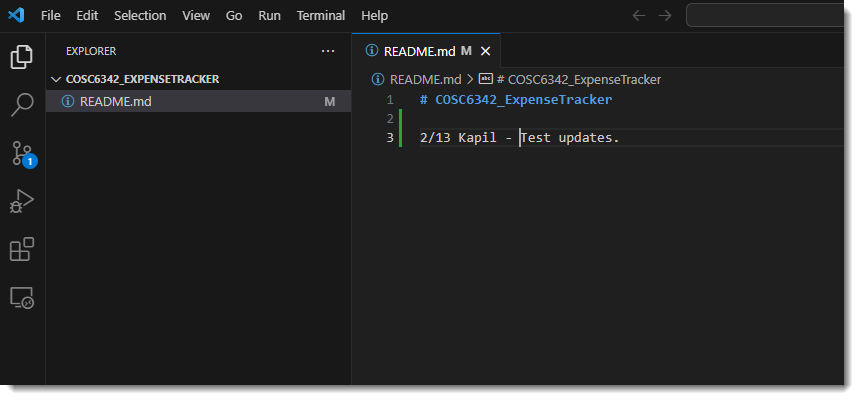 File Edit Selection View Go Run Terminal Help
EXPLORER ...
README.md M
COSC6342_EXPENSETRACKER
README.md M
README.md > # COSC6342_ExpenseTracker
1 # COSC6342_ExpenseTracker
2
3 2/13 Kapil - Test updates.
1